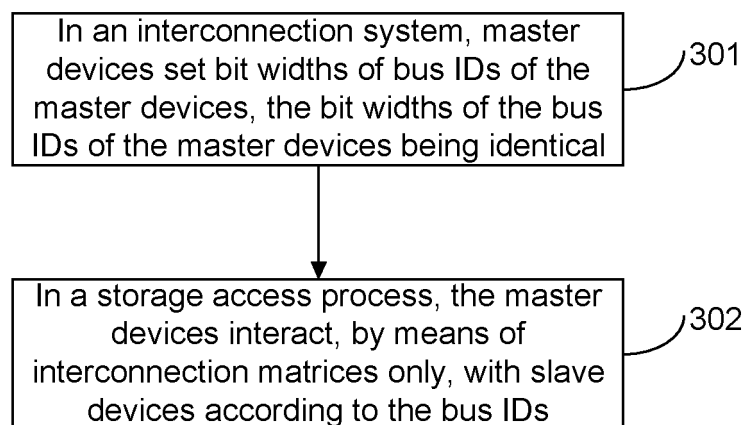 In an interconnection system, master
devices set bit widths of bus IDs of the
master devices, the bit widths of the bus
IDs of the master devices being identical
301
In a storage access process, the master
devices interact, by means of
interconnection matrices only, with slave
devices according to the bus IDs
302